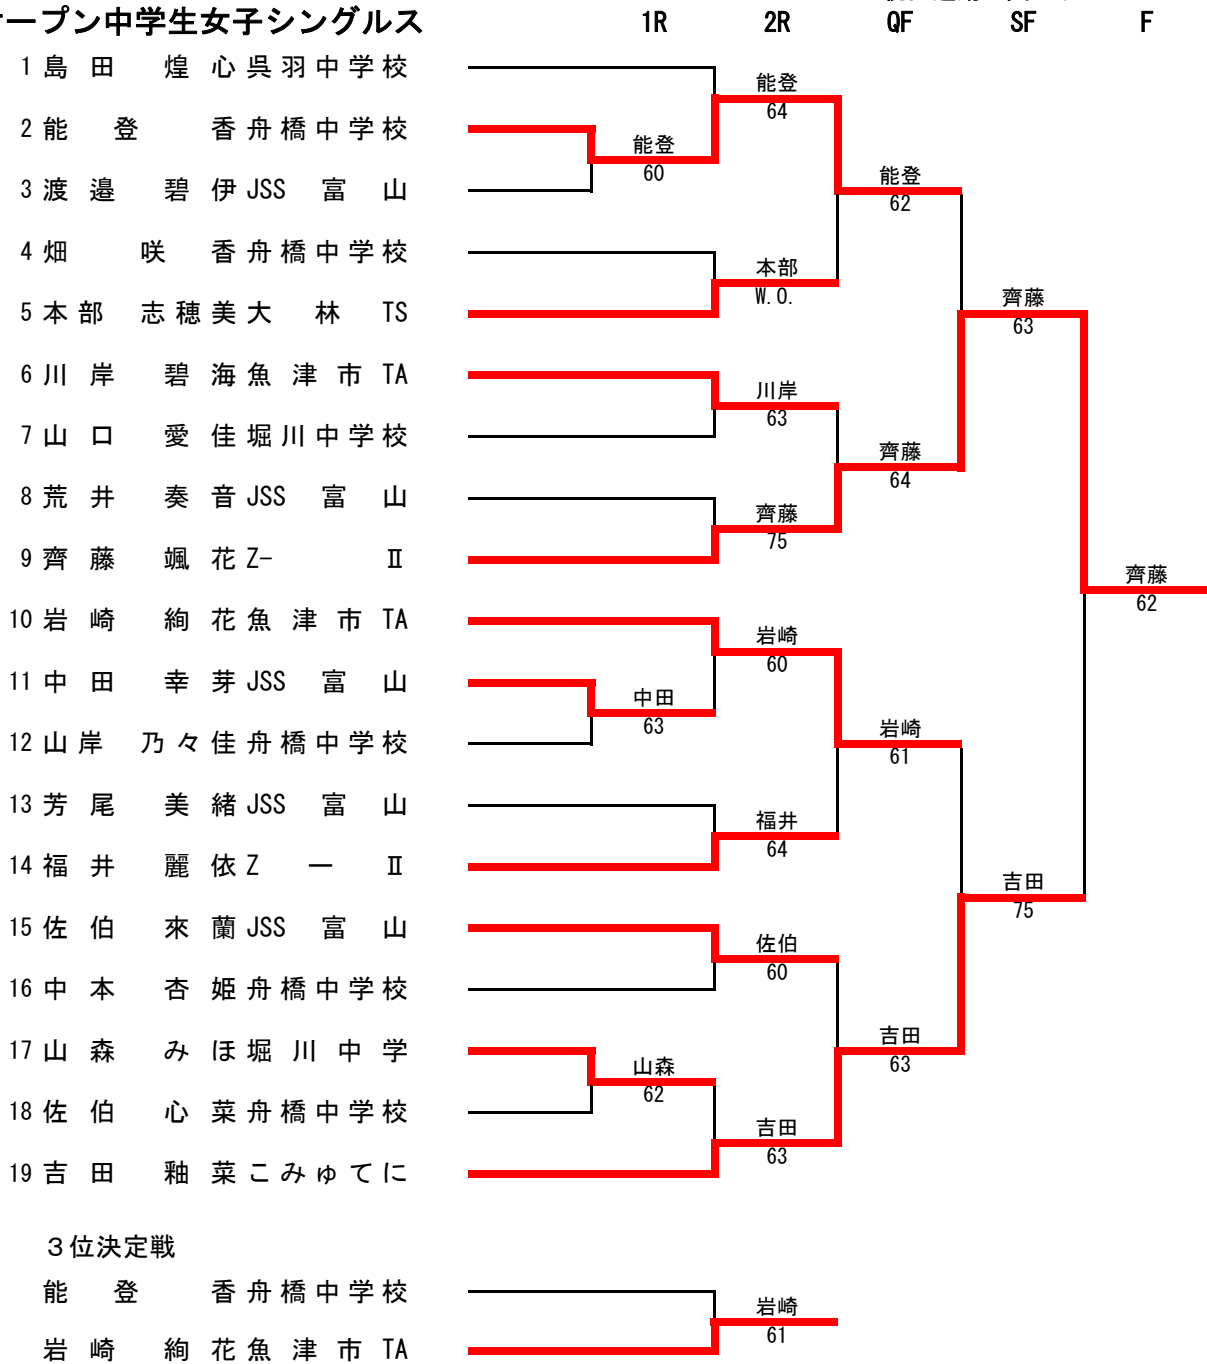 ープン中学生女子シングルス 1R 2R QF SF F
1 島田 煌心 呉羽中学校
能登
64
2 能登 香 舟橋中学校
能登
60
3 渡邉 碧伊 JSS 富山
能登
62
4 畑 咲香 舟橋中学校
本部
W.O.
5 本部 志穂美 大林 TS
齊藤
63
6 川岸 碧海 魚津市 TA
川岸
63
7 山口 愛佳 堀川中学校
齊藤
64
8 荒井 奏音 JSS 富山
齊藤
75
9 齊藤 颯花 Z- Ⅱ
齊藤
62
10 岩崎 絢花 魚津市 TA
岩崎
60
11 中田 幸芽 JSS 富山
中田
63
12 山岸 乃々佳 舟橋中学校
岩崎
61
13 芳尾 美緒 JSS 富山
福井
64
14 福井 麗依 Z ー Ⅱ
吉田
75
15 佐伯 來蘭 JSS 富山
佐伯
60
16 中本 杏姫 舟橋中学校
吉田
63
17 山森 みほ 堀川中学
山森
62
18 佐伯 心菜 舟橋中学校
吉田
63
19 吉田 釉菜 こみゅてに
３位決定戦
能登 香 舟橋中学校
岩崎
61
岩崎 絢花 魚津市 TA